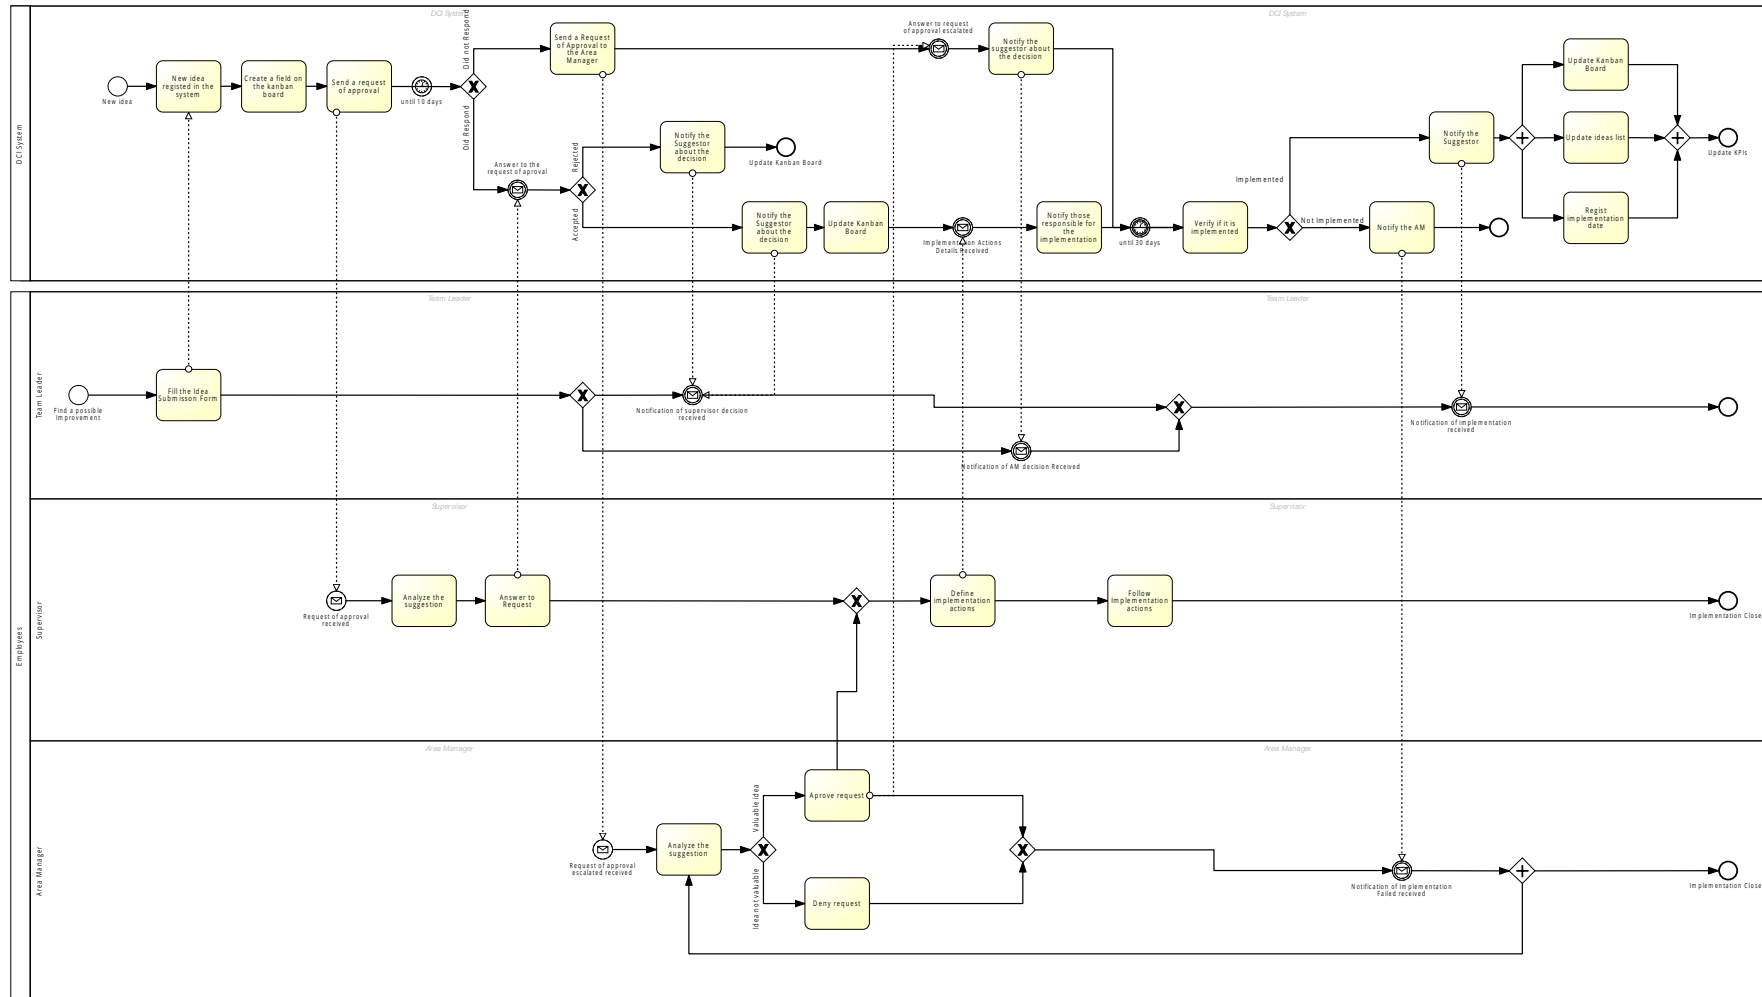 DCI System
DCI System
DCI System
Did not Respond
Send a Request
of Approval to
the Area
Manager
Answer to request
of approval escalated
Notify the
suggestor about
the decision
Update Kanban
Board
New idea
New idea
registed in the
system
Create a field on
the kanban
board
Send a request
of approval
until 10 days
Did Respond
Answer to the
request of aproval
Rejected
Notify the
Suggestor
about the
decision
Update Kanban Board
Notify the
Suggestor
Update ideas list
Update KPIs
Implemented
Accepted
Notify the
Suggestor
about the
decision
Update Kanban
Board
Implementation Actions
Details Received
Notify those
responsible for
the
implementation
until 30 days
Verify if it is
implemented
Not Implemented
Notify the AM
Regist
implementation
date
Employees
Team Leader
Team Leader
Team Leader
Find a possible
Improvement
Fill the Idea
Submisson Form
Notification of supervisor decision
received
Notification of AM decision Received
Notification of implementation
received
Supervisor
Supervisor
Supervisor
Request of approval
received
Analyze the
suggestion
Answer to
Request
Define
implementation
actions
Follow
Implementation
actions
Implementation Close
Area Manager
Area Manager
Area Manager
Request of approval
escalated received
Analyze the
suggestion
Valuable idea
Idea not valuable
Aprove request
Deny request
Notification of Implementation
Failed received
Implementation Close